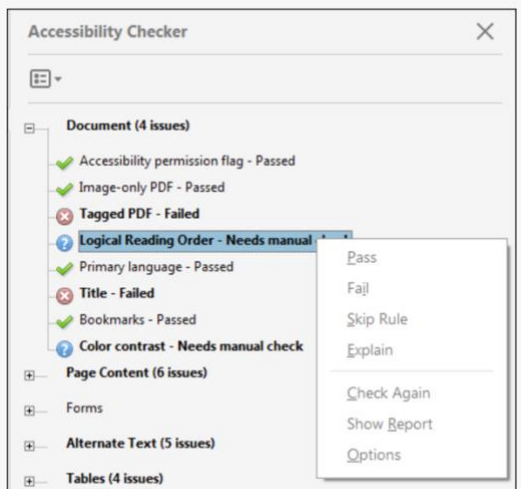 Accessibility Checker
Document (4 issues)
Accessibility permission flag - Passed
Image-only PDF - Passed
Tagged PDF - Failed
Logical Reading Order - Needs manual
Primary language - Passed
Title - Failed
Bookmarks - Passed
Color contrast - Needs manual check
Page Content (6 issues)
Forms
Alternate Text (5 issues)
Tables (4 issues)
Pass
Fail
Skip Rule
Explain
Check Again
Show Report
Options